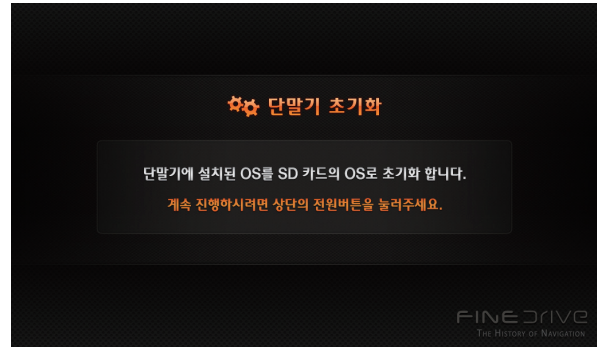 단말기 초기화
단말기에 설치된 OS를 SD 카드의 OS로 초기화 합니다.
계속 진행하시려면 상단의 전원버튼을 눌러주세요.
FINEDRIVE
THE HISTORY OF NAVIGATION